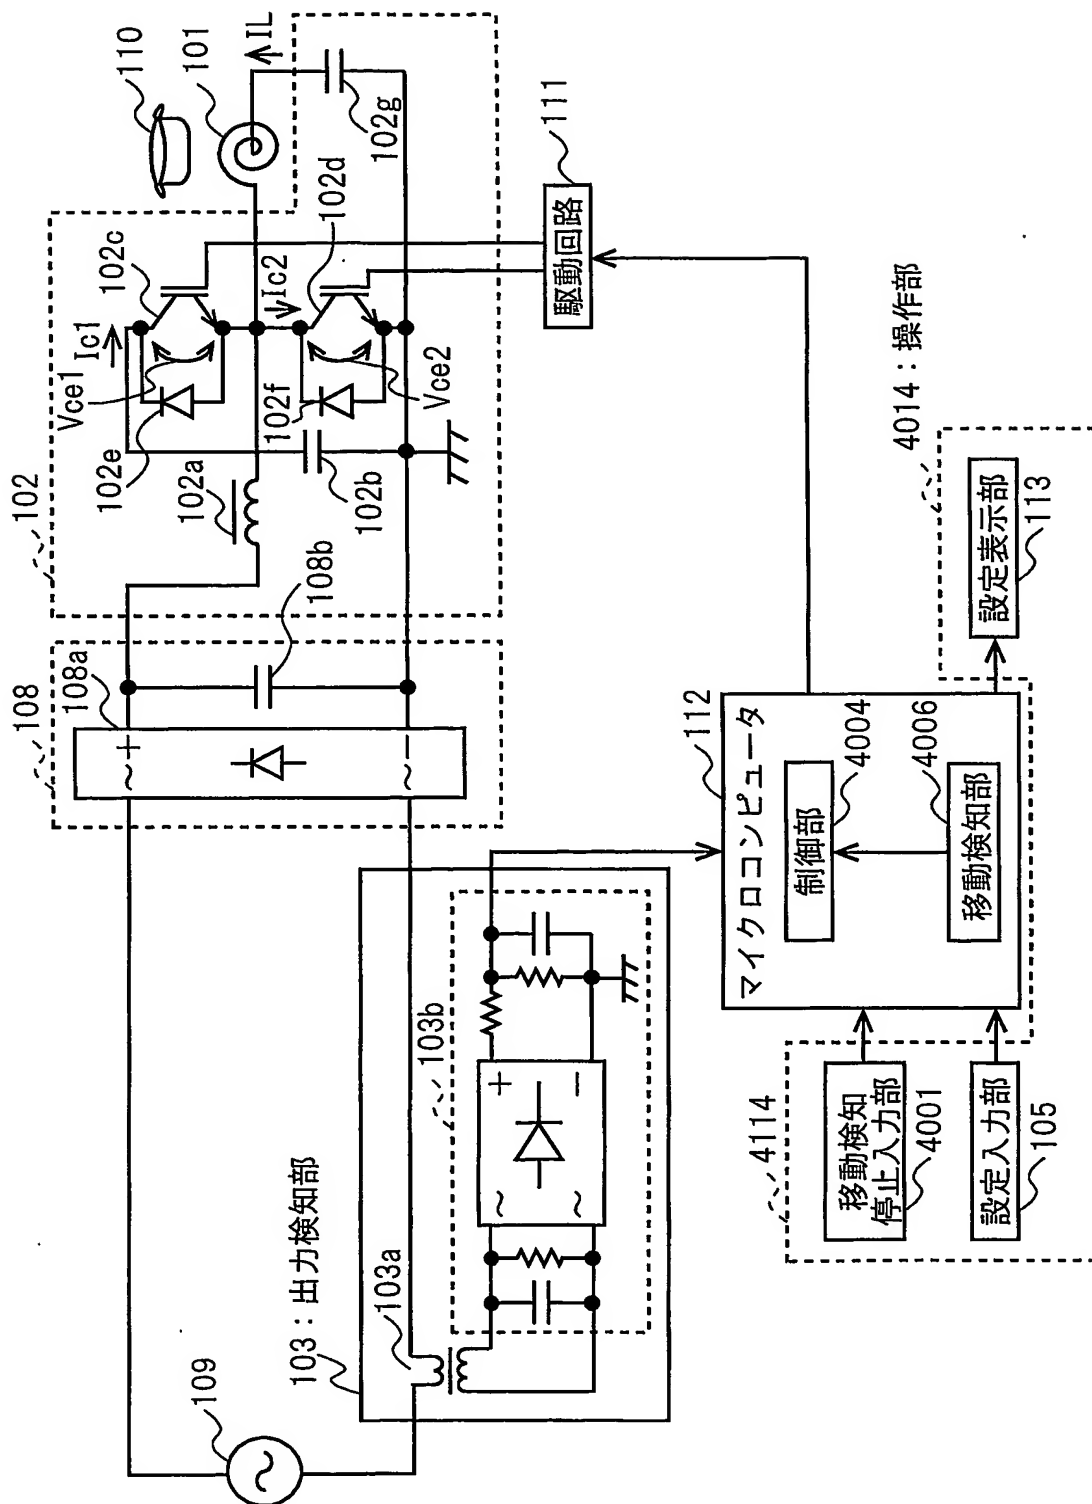 102
102a
102e
Vce1
Ic1
102c
110
101
IL
102g
102d
Ic2
102f
Vce2
102b
111
駆動回路
108
108a
+
~
−
~
108b
109
103：出力検知部
103a
103b
+
−
~
~
112
マイクロコンピュータ
制御部
4004
4006
移動検知部
4014：操作部
設定表示部
113
4114
移動検知
停止入力部
4001
設定入力部
105